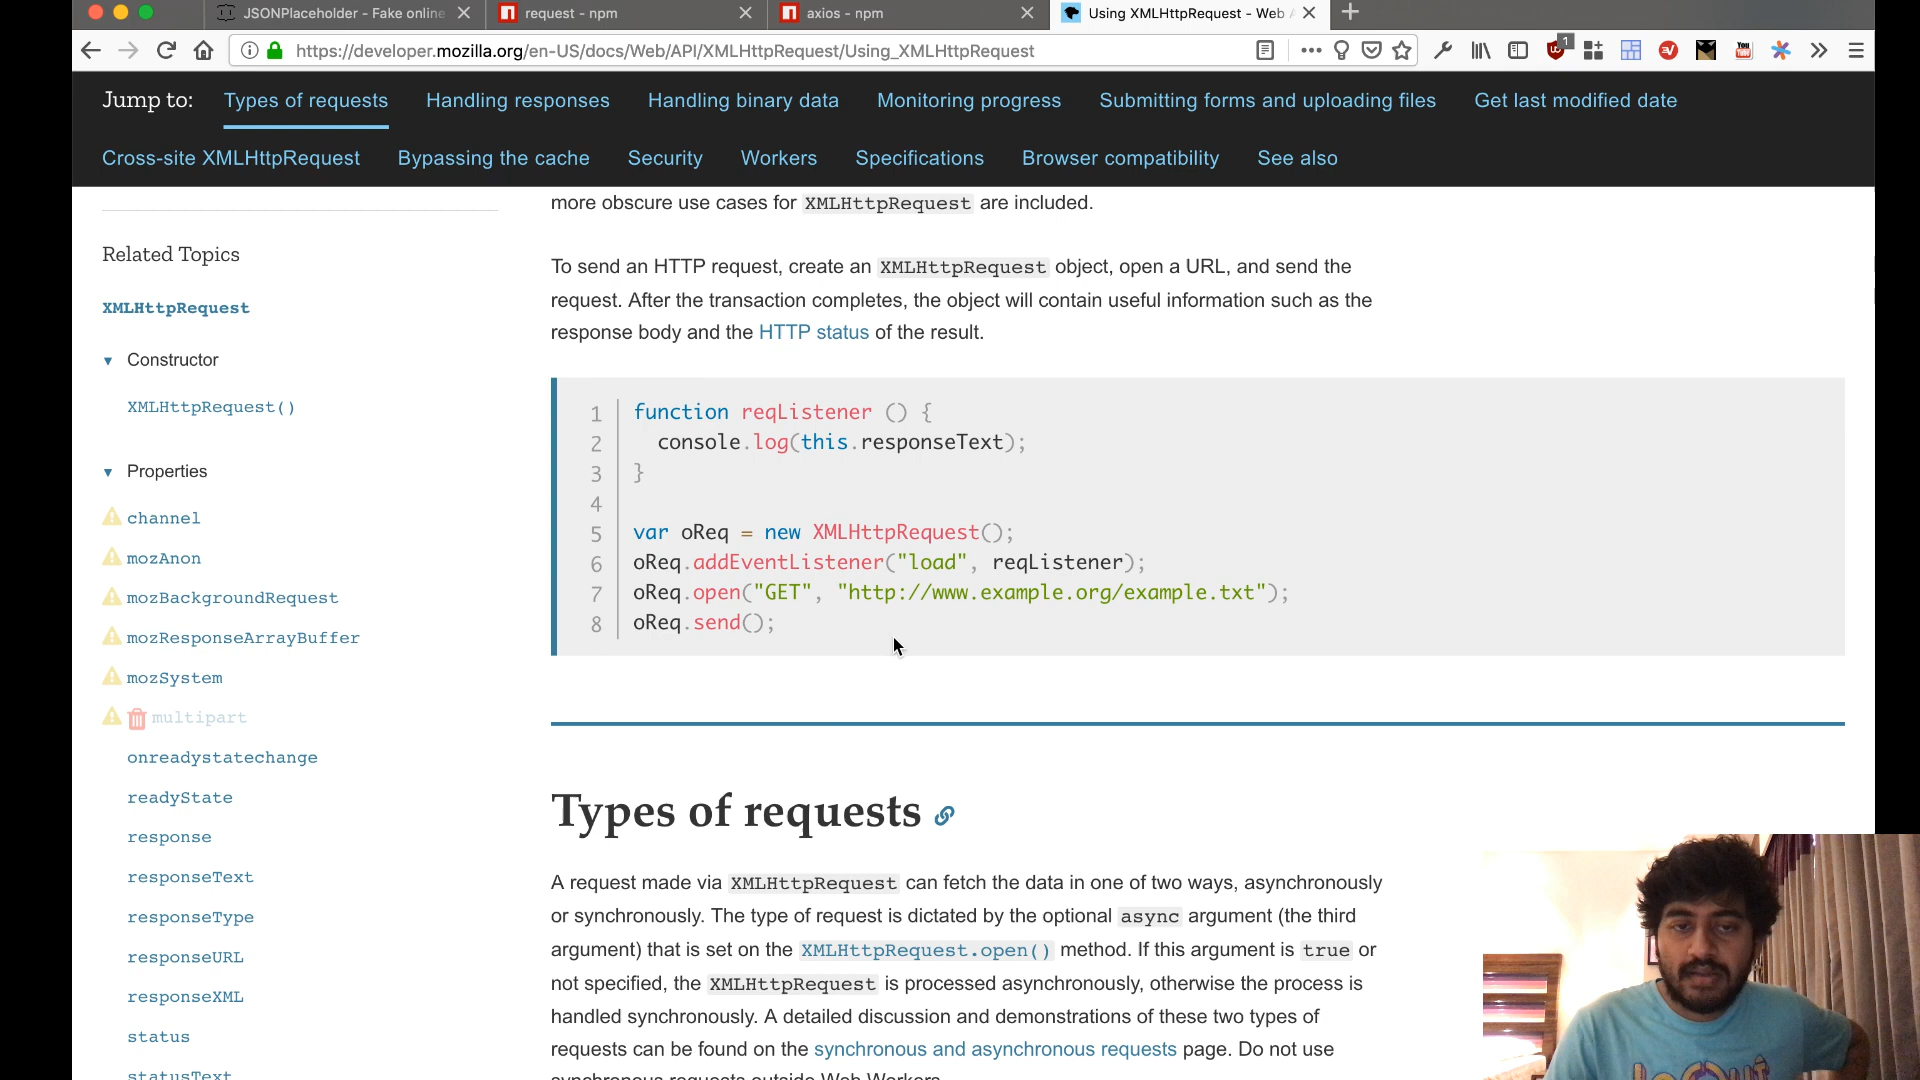 JSONPlaceholder - Fake online
request - npm
axios - npm
Using XMLHttpRequest - Web A
https://developer.mozilla.org/en-US/docs/Web/API/XMLHttpRequest/Using_XMLHttpRequest
1
You
Jump to:
Types of requests
Handling responses
Handling binary data
Monitoring progress
Submitting forms and uploading files
Get last modified date
Cross-site XMLHttpRequest
Bypassing the cache
Security
Workers
Specifications
Browser compatibility
See also
Related Topics
XMLHttpRequest
Constructor
XMLHttpRequest()
Properties
channel
mozAnon
mozBackgroundRequest
mozResponseArrayBuffer
mozSystem
multipart
onreadystatechange
readyState
response
responseText
responseType
responseURL
responseXML
status
statusText
more obscure use cases for XMLHttpRequest are included.
To send an HTTP request, create an XMLHttpRequest object, open a URL, and send the
request. After the transaction completes, the object will contain useful information such as the
response body and the HTTP status of the result.
1 function reqListener () {
2 console.log(this.responseText);
3 }
4
5 var oReq = new XMLHttpRequest();
6 oReq.addEventListener("load", reqListener);
7 oReq.open("GET", "http://www.example.org/example.txt");
8 oReq.send();
Types of requests
A request made via XMLHttpRequest can fetch the data in one of two ways, asynchronously
or synchronously. The type of request is dictated by the optional async argument (the third
argument) that is set on the XMLHttpRequest.open() method. If this argument is true or
not specified, the XMLHttpRequest is processed asynchronously, otherwise the process is
handled synchronously. A detailed discussion and demonstrations of these two types of
requests can be found on the synchronous and asynchronous requests page. Do not use
synchronous requests outside Web Workers.